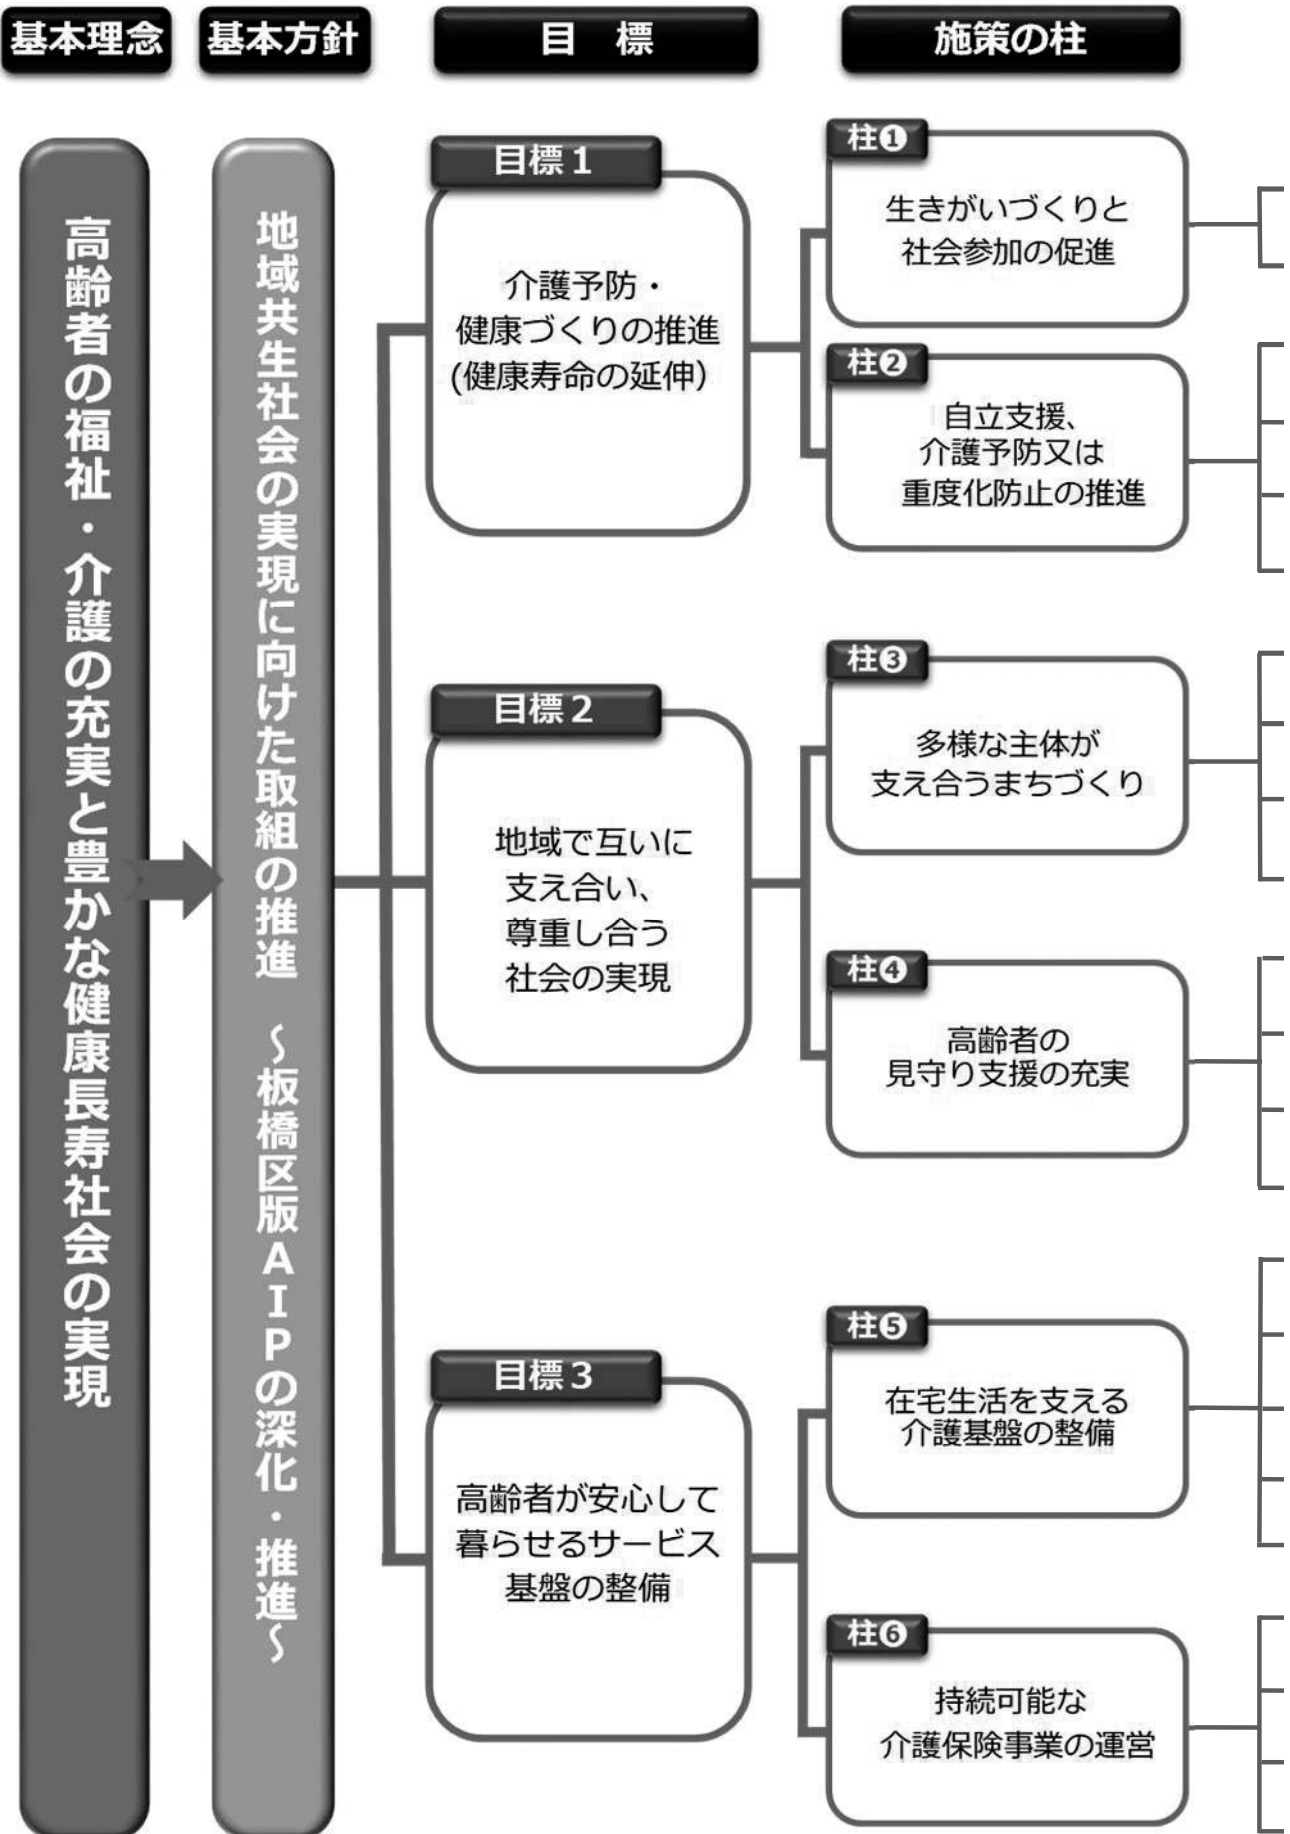 基本理念
基本方針
目 標
施策の柱
高齢者の福祉・介護の充実と豊かな健康長寿社会の実現
地域共生社会の実現に向けた取組の推進 ~板橋区版AIPの深化・推進~
目標1
介護予防・
健康づくりの推進
(健康寿命の延伸)
柱❶
生きがいづくりと
社会参加の促進
柱❷
自立支援、
介護予防又は
重度化防止の推進
目標2
地域で互いに
支え合い、
尊重し合う
社会の実現
柱❸
多様な主体が
支え合うまちづくり
柱❹
高齢者の
見守り支援の充実
目標3
高齢者が安心して
暮らせるサービス
基盤の整備
柱❺
在宅生活を支える
介護基盤の整備
柱❻
持続可能な
介護保険事業の運営